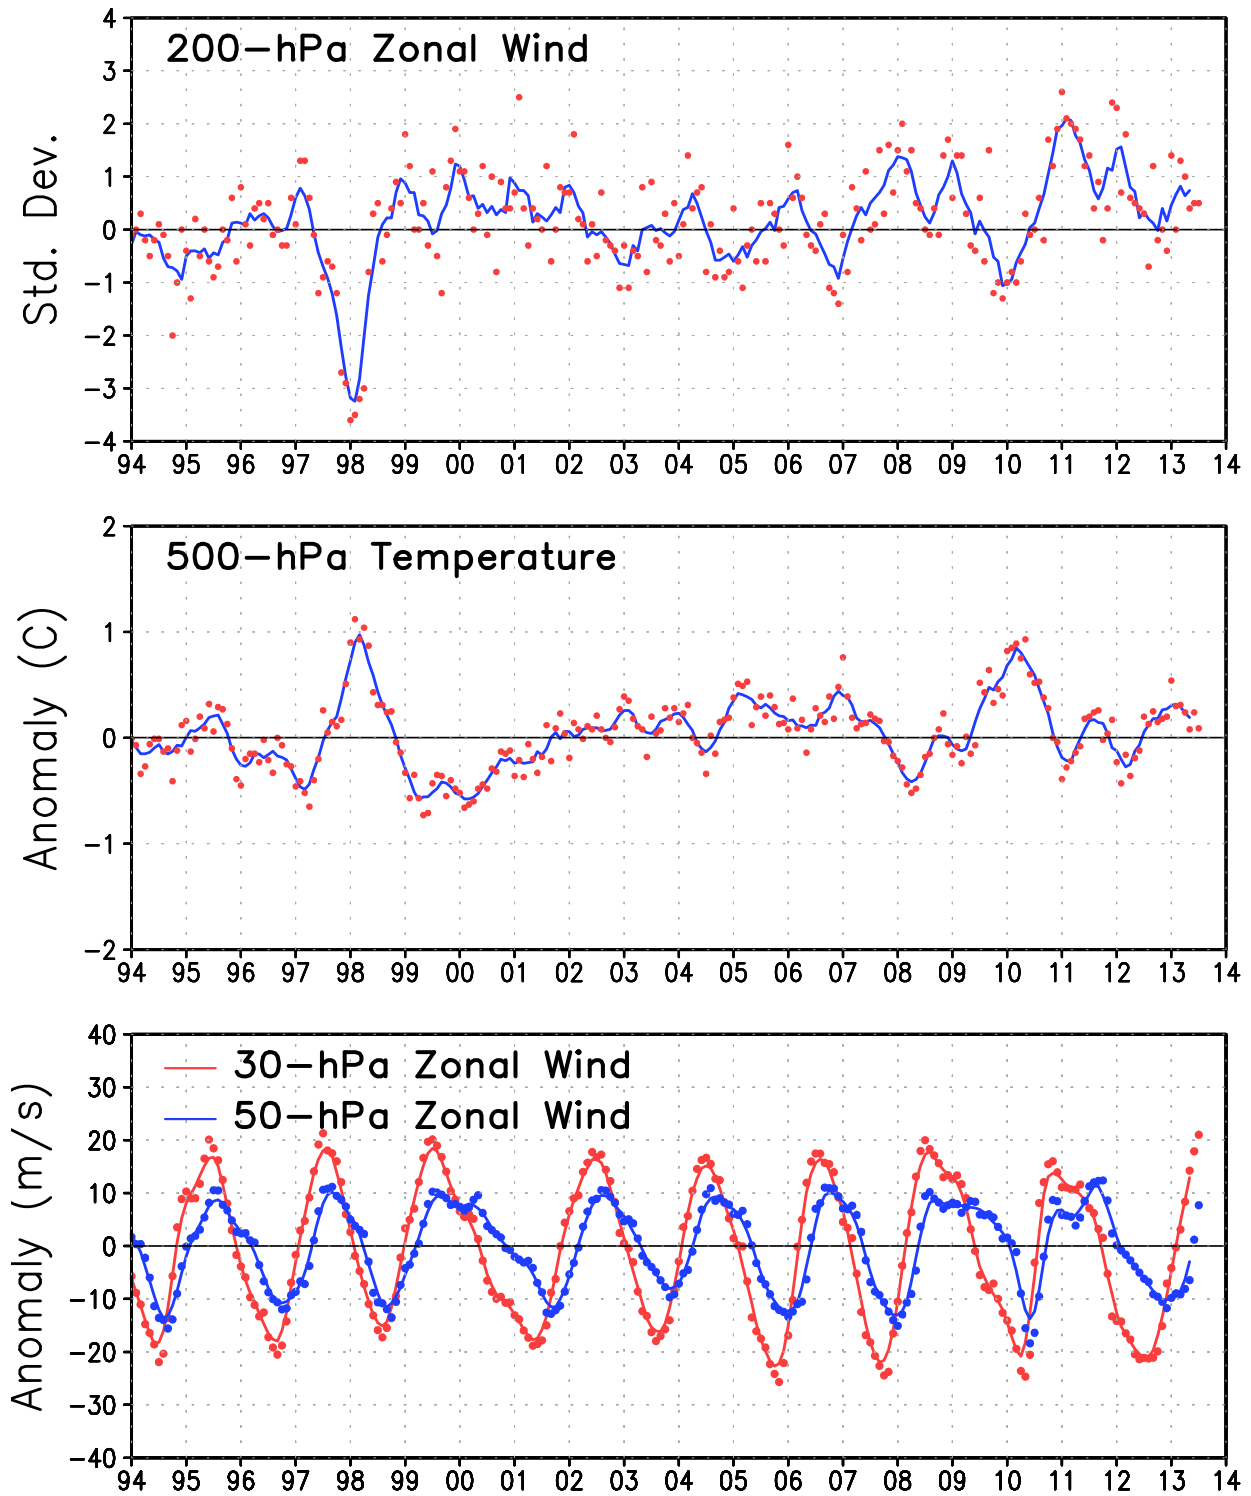 200-hPa Zonal Wind
Std. Dev.
4
3
2
1
0
-1
-2
-3
-4
94 95 96 97 98 99 00 01 02 03 04 05 06 07 08 09 10 11 12 13 14
500-hPa Temperature
Anomaly (C)
2
1
0
-1
-2
94 95 96 97 98 99 00 01 02 03 04 05 06 07 08 09 10 11 12 13 14
30-hPa Zonal Wind
50-hPa Zonal Wind
Anomaly (m/s)
40
30
20
10
0
-10
-20
-30
-40
94 95 96 97 98 99 00 01 02 03 04 05 06 07 08 09 10 11 12 13 14